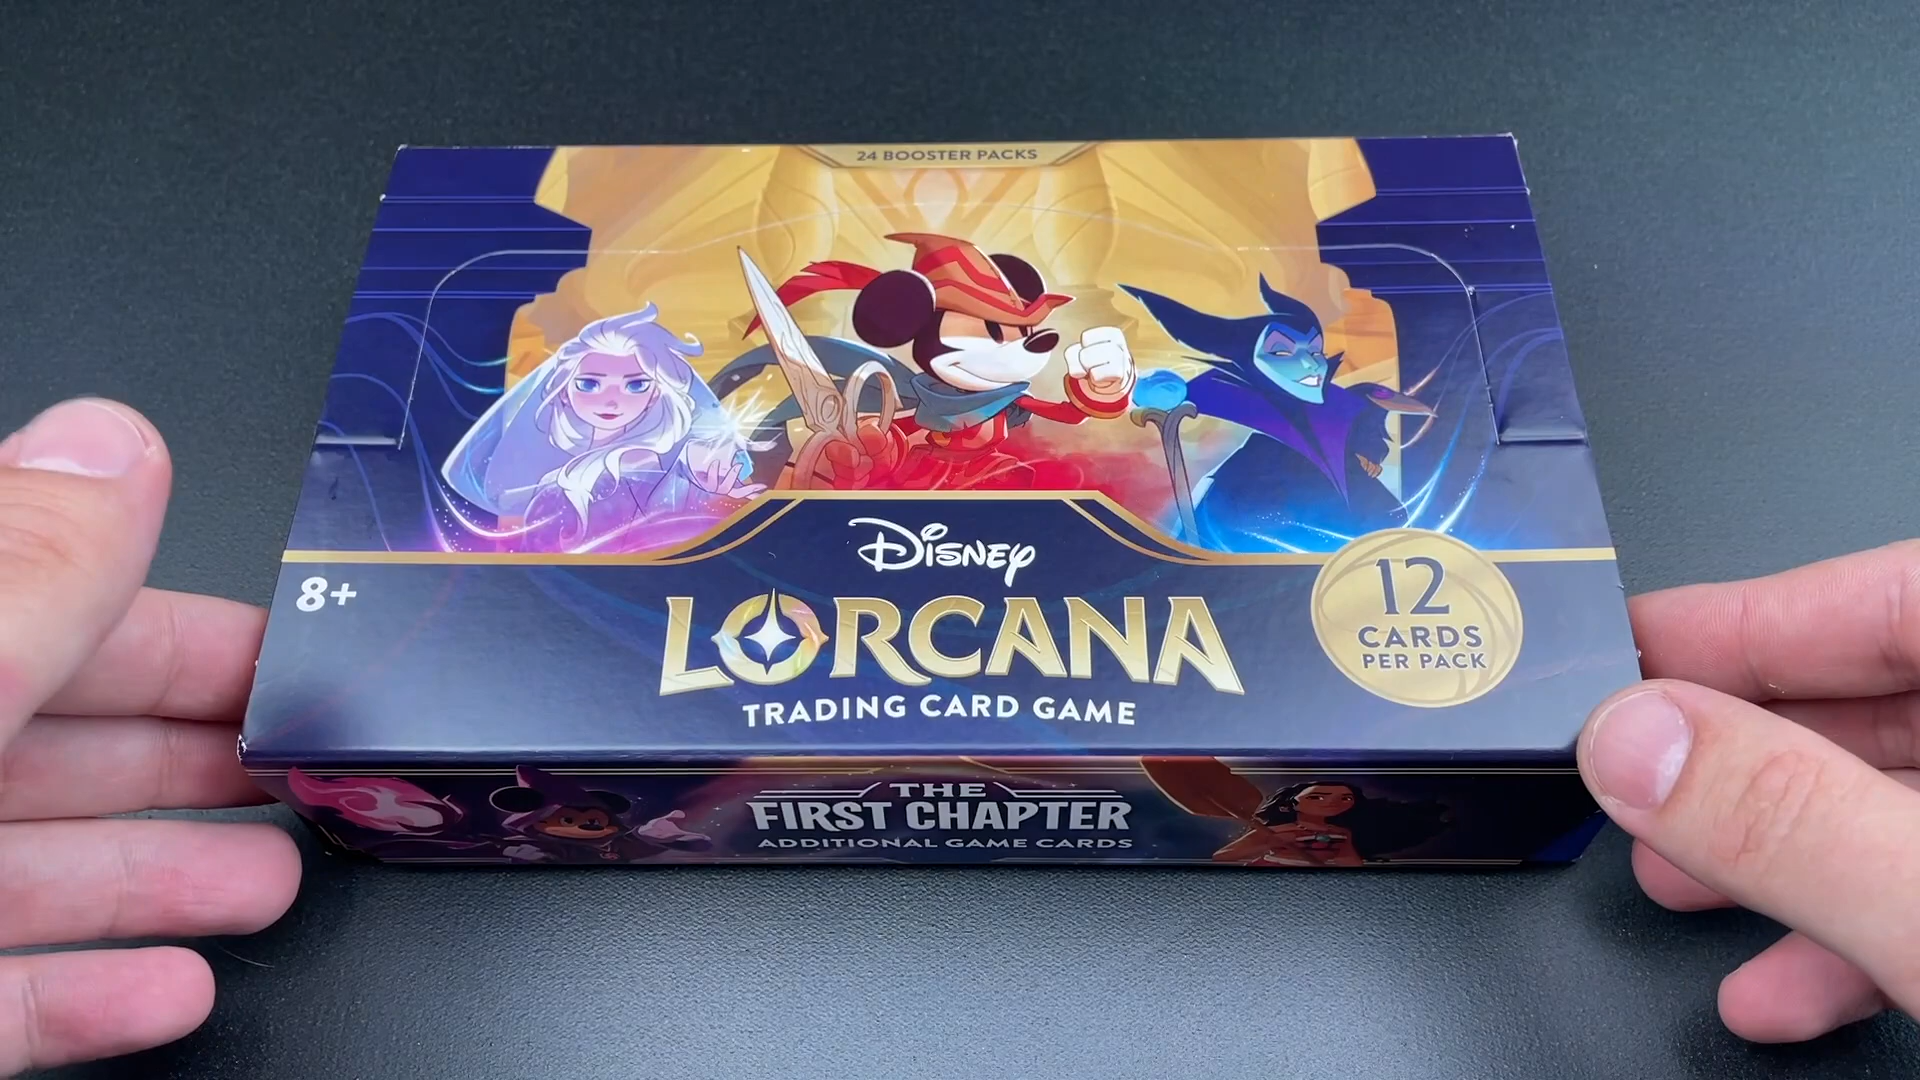 24 BOOSTER PACKS
8+
DISNEY
LORCANA
TRADING CARD GAME
12
CARDS
PER PACK
THE
FIRST CHAPTER
ADDITIONAL GAME CARDS